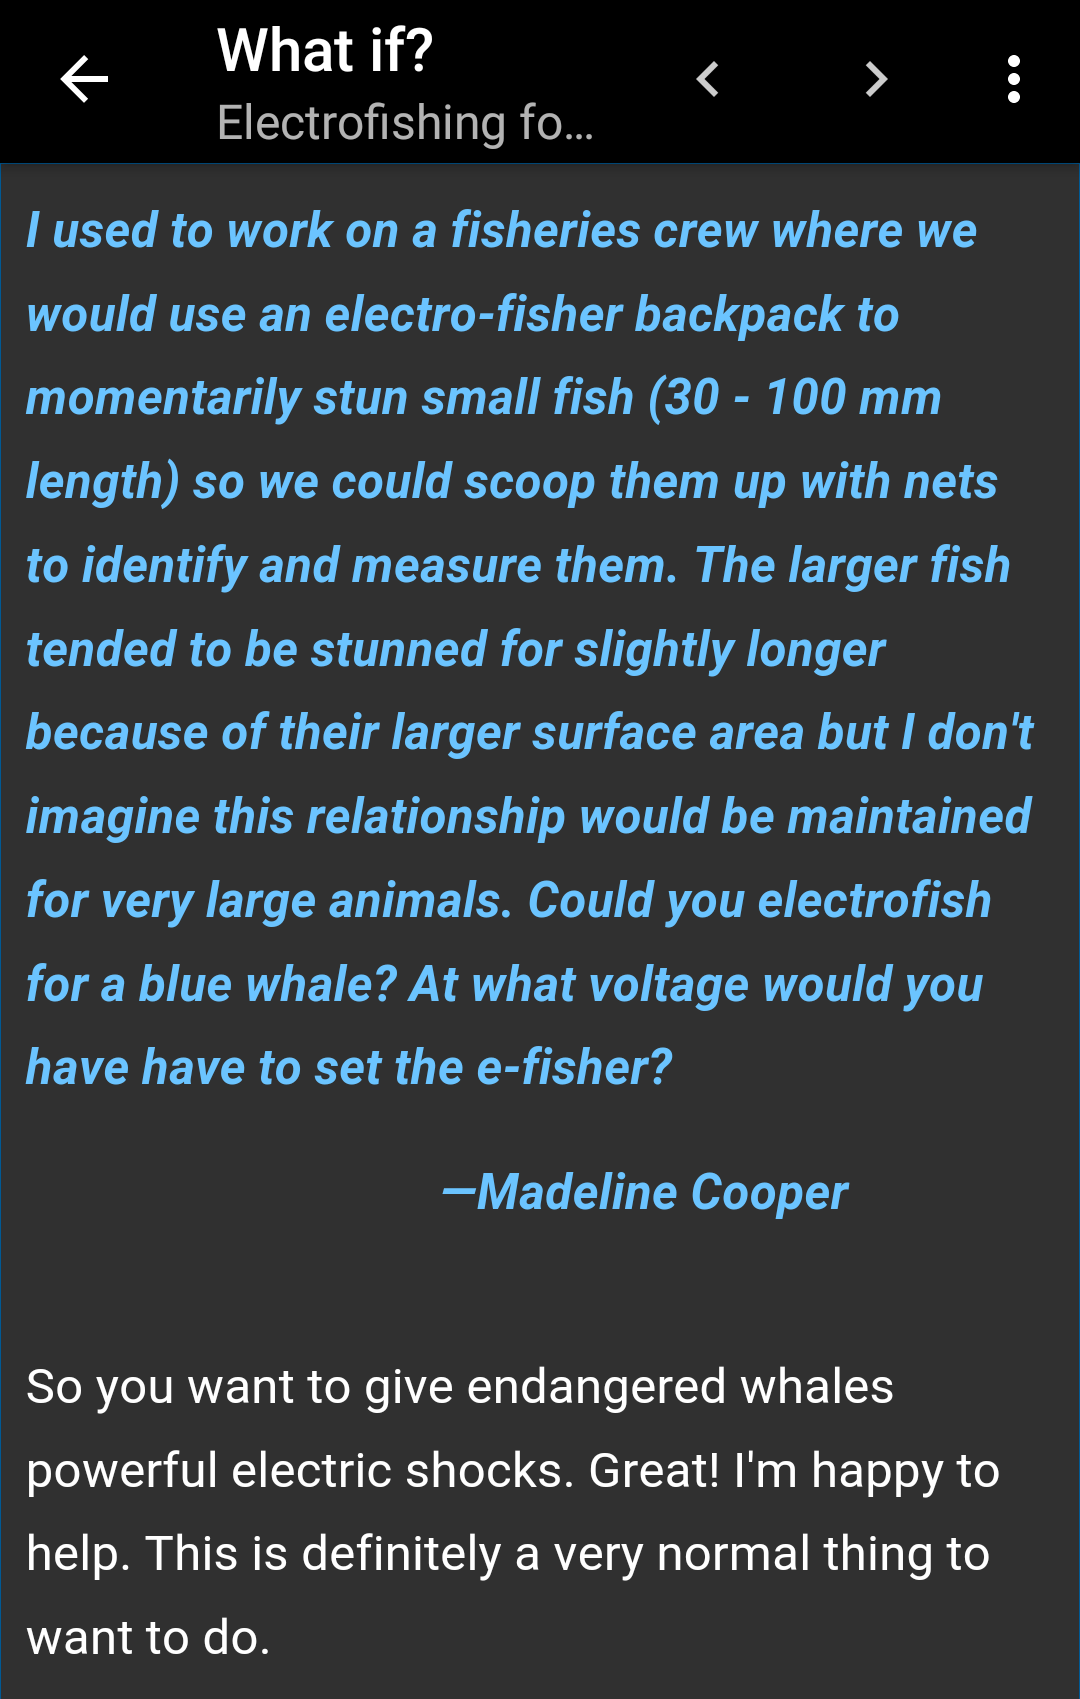 What if?
Electrofishing fo...
I used to work on a fisheries crew where we
would use an electro-fisher backpack to
momentarily stun small fish (30 - 100 mm
length) so we could scoop them up with nets
to identify and measure them. The larger fish
tended to be stunned for slightly longer
because of their larger surface area but I don't
imagine this relationship would be maintained
for very large animals. Could you electrofish
for a blue whale? At what voltage would you
have have to set the e-fisher?
—Madeline Cooper
So you want to give endangered whales
powerful electric shocks. Great! I'm happy to
help. This is definitely a very normal thing to
want to do.